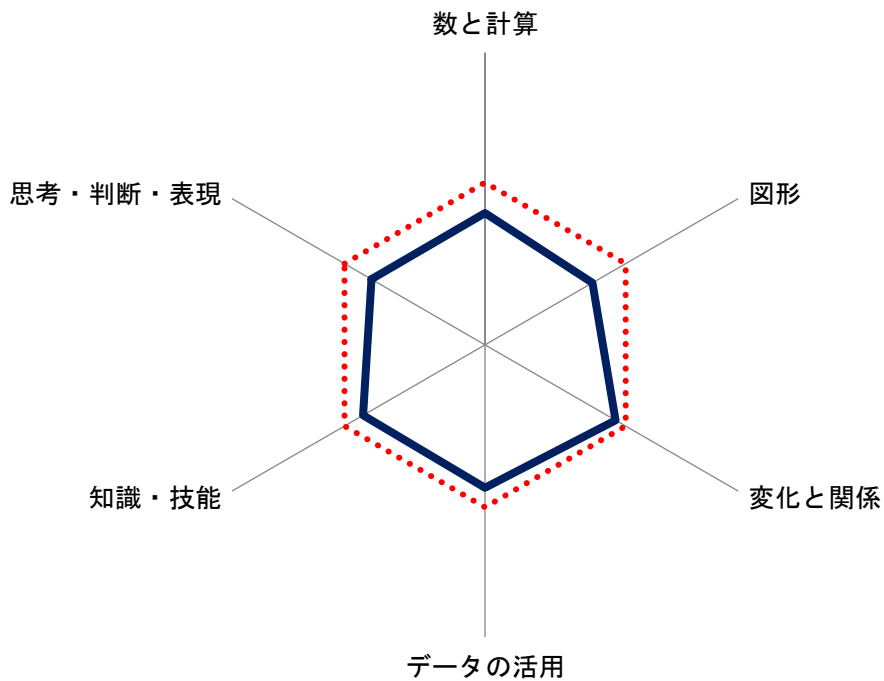 数と計算
図形
変化と関係
データの活用
知識・技能
思考・判断・表現